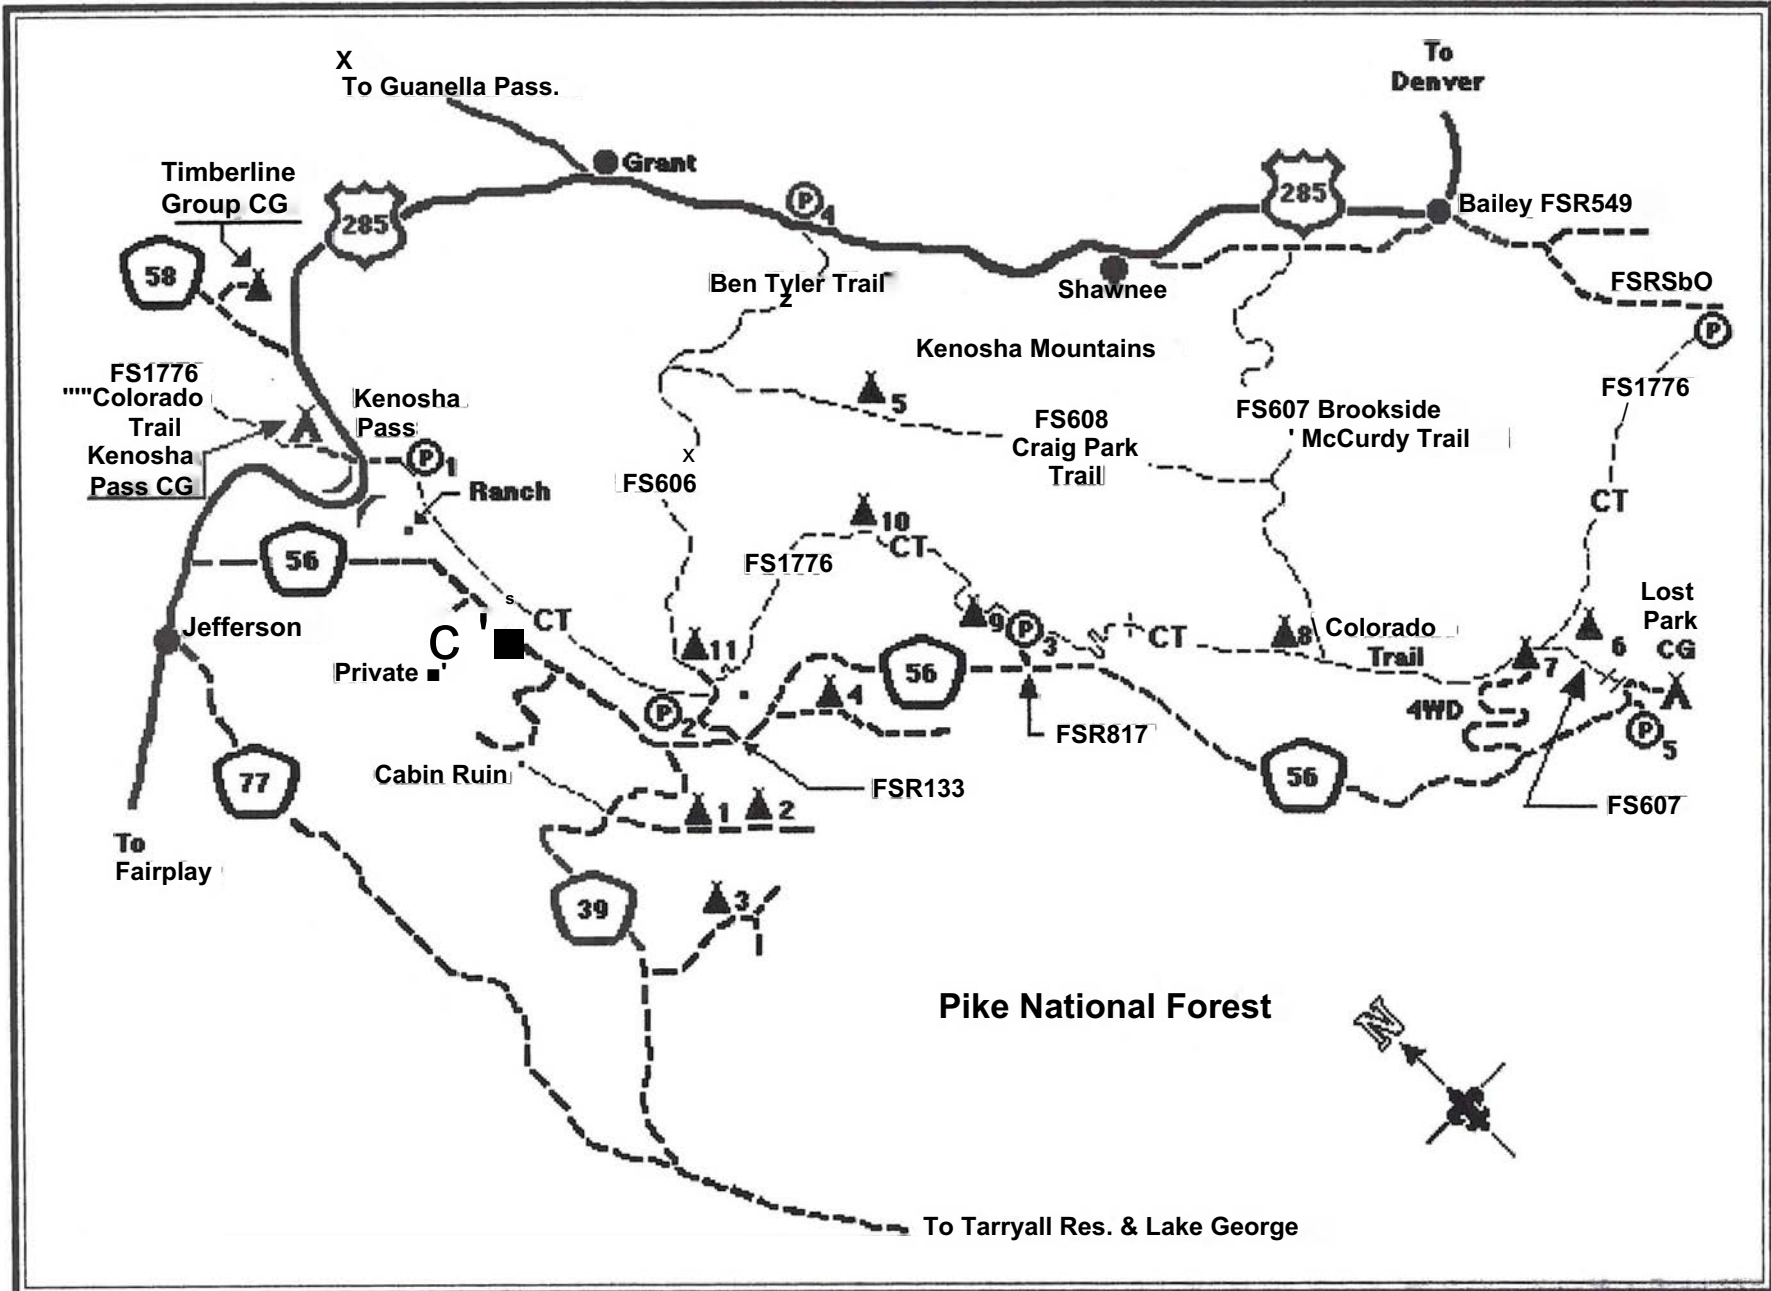 X
To Guanella Pass.
To
Denver
Timberline
Group CG
Grant
285
P
4
285
Bailey FSR549
58
Ben Tyler Trail
z
Shawnee
FSRSbO
P
Kenosha Mountains
FS1776
"""Colorado
Trail
Kenosha
Pass CG
Kenosha
Pass
P
1
5
FS608
Craig Park
Trail
FS607 Brookside
' McCurdy Trail
FS1776
x
FS606
Ranch
10
CT
CT
56
FS1776
s
CT
C '
Jefferson
Private
11
9
P
3
CT
8
Colorado
Trail
7
6
Lost
Park
CG
56
4
P
2
4WD
P
5
FSR817
77
Cabin Ruin
FSR133
56
FS607
1
2
To
Fairplay
39
3
Pike National Forest
N
To Tarryall Res. & Lake George